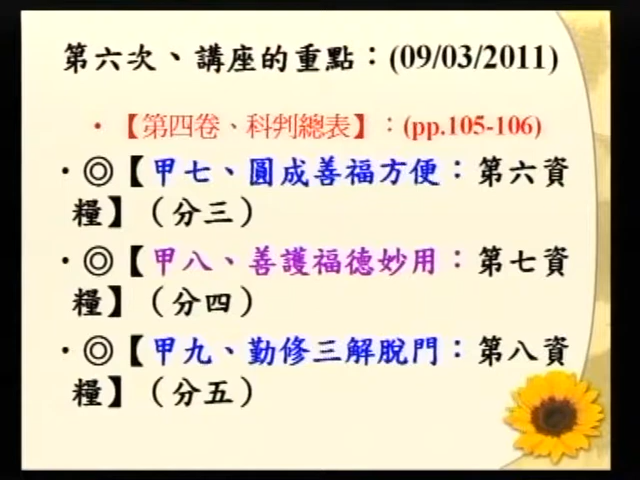 第六次、講座的重點：(09/03/2011)
•【第四卷、科判總表】：(pp.105-106)
•◎【甲七、圓成善福方便：第六資
糧】（分三）
•◎【甲八、善護福德妙用：第七資
糧】（分四）
•◎【甲九、勤修三解脫門：第八資
糧】（分五）